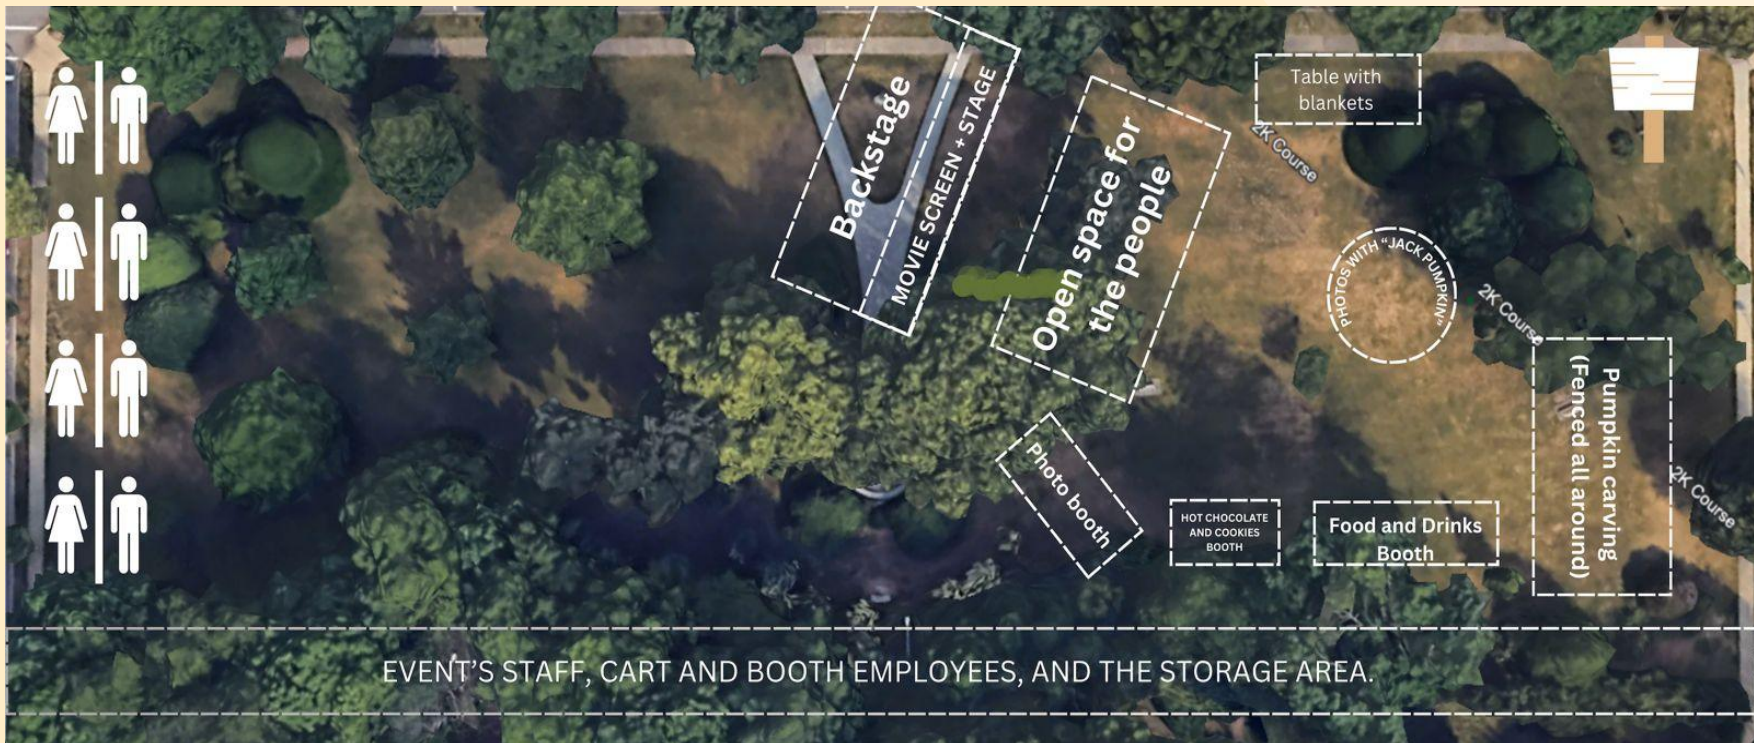 Backstage
MOVIE SCREEN + STAGE
Open space for
the people
Table with
blankets
2K Course
PHOTOS WITH “JACK PUMPKIN”
2K Course
Pumpkin carving
(Fenced all around)
2K Course
Photo booth
HOT CHOCOLATE
AND COOKIES
BOOTH
Food and Drinks
Booth
EVENT’S STAFF, CART AND BOOTH EMPLOYEES, AND THE STORAGE AREA.